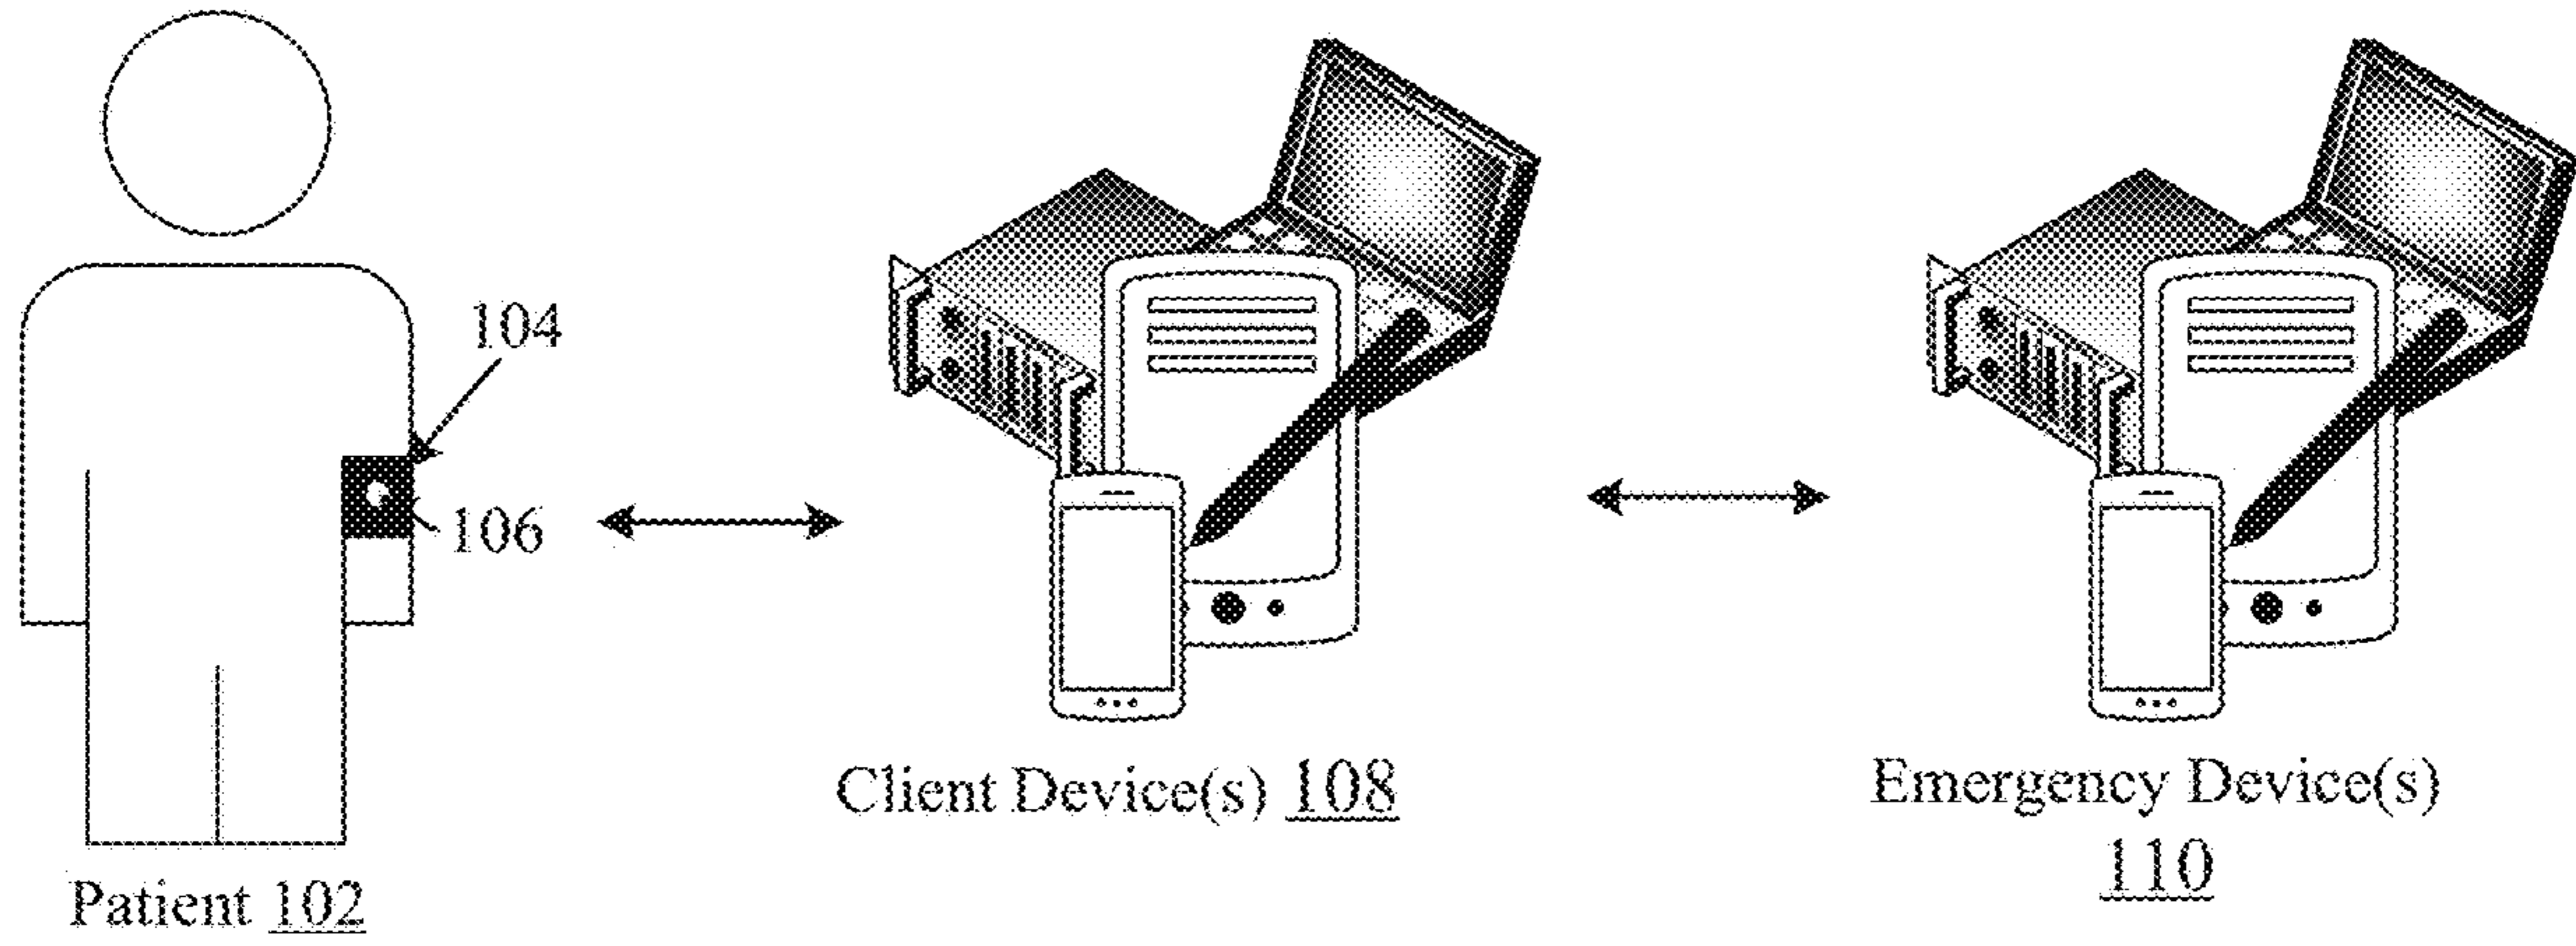 104
106
Client Device(s) 108
Emergency Device(s)
110
Patient 102